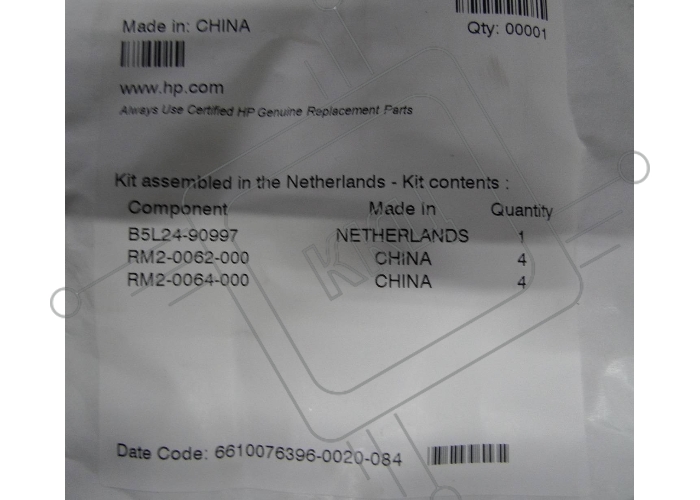 Made in: CHINA
Qty: 00001
www.hp.com
Always Use Certified HP Genuine Replacement Parts
Kit assembled in the Netherlands - Kit contents :
Component Made in Quantity
B5L24-90997 NETHERLANDS 1
RM2-0062-000 CHINA 4
RM2-0064-000 CHINA 4
Date Code: 6610076396-0020-084